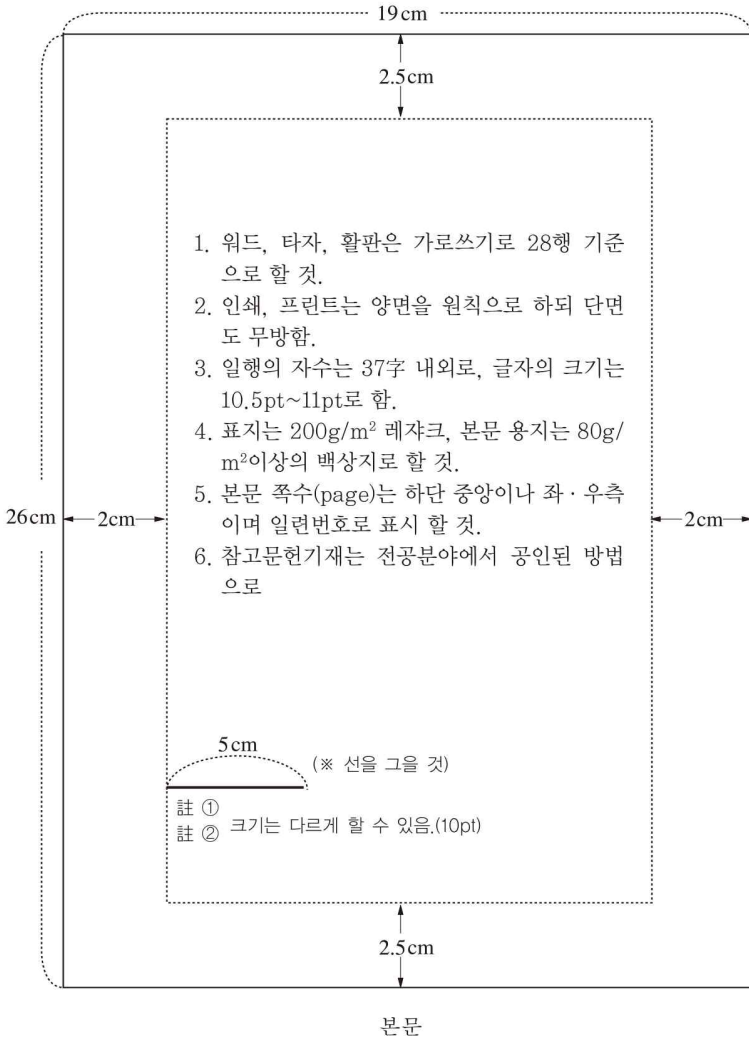 19cm
2.5cm
1. 워드, 타자, 활판은 가로쓰기로 28행 기준
으로 할 것.
2. 인쇄, 프린트는 양면을 원칙으로 하되 단면
도 무방함.
3. 일행의 자수는 37字 내외로, 글자의 크기는
10.5pt~11pt로 함.
4. 표지는 200g/m² 레쟈크, 본문 용지는 80g/
m²이상의 백상지로 할 것.
5. 본문 쪽수(page)는 하단 중앙이나 좌 · 우측
이며 일련번호로 표시 할 것.
26cm
2cm
2cm
6. 참고문헌기재는 전공분야에서 공인된 방법
으로
5cm
(※ 선을 그을 것)
註 ①
註 ② 크기는 다르게 할 수 있음.(10pt)
2.5cm
본문